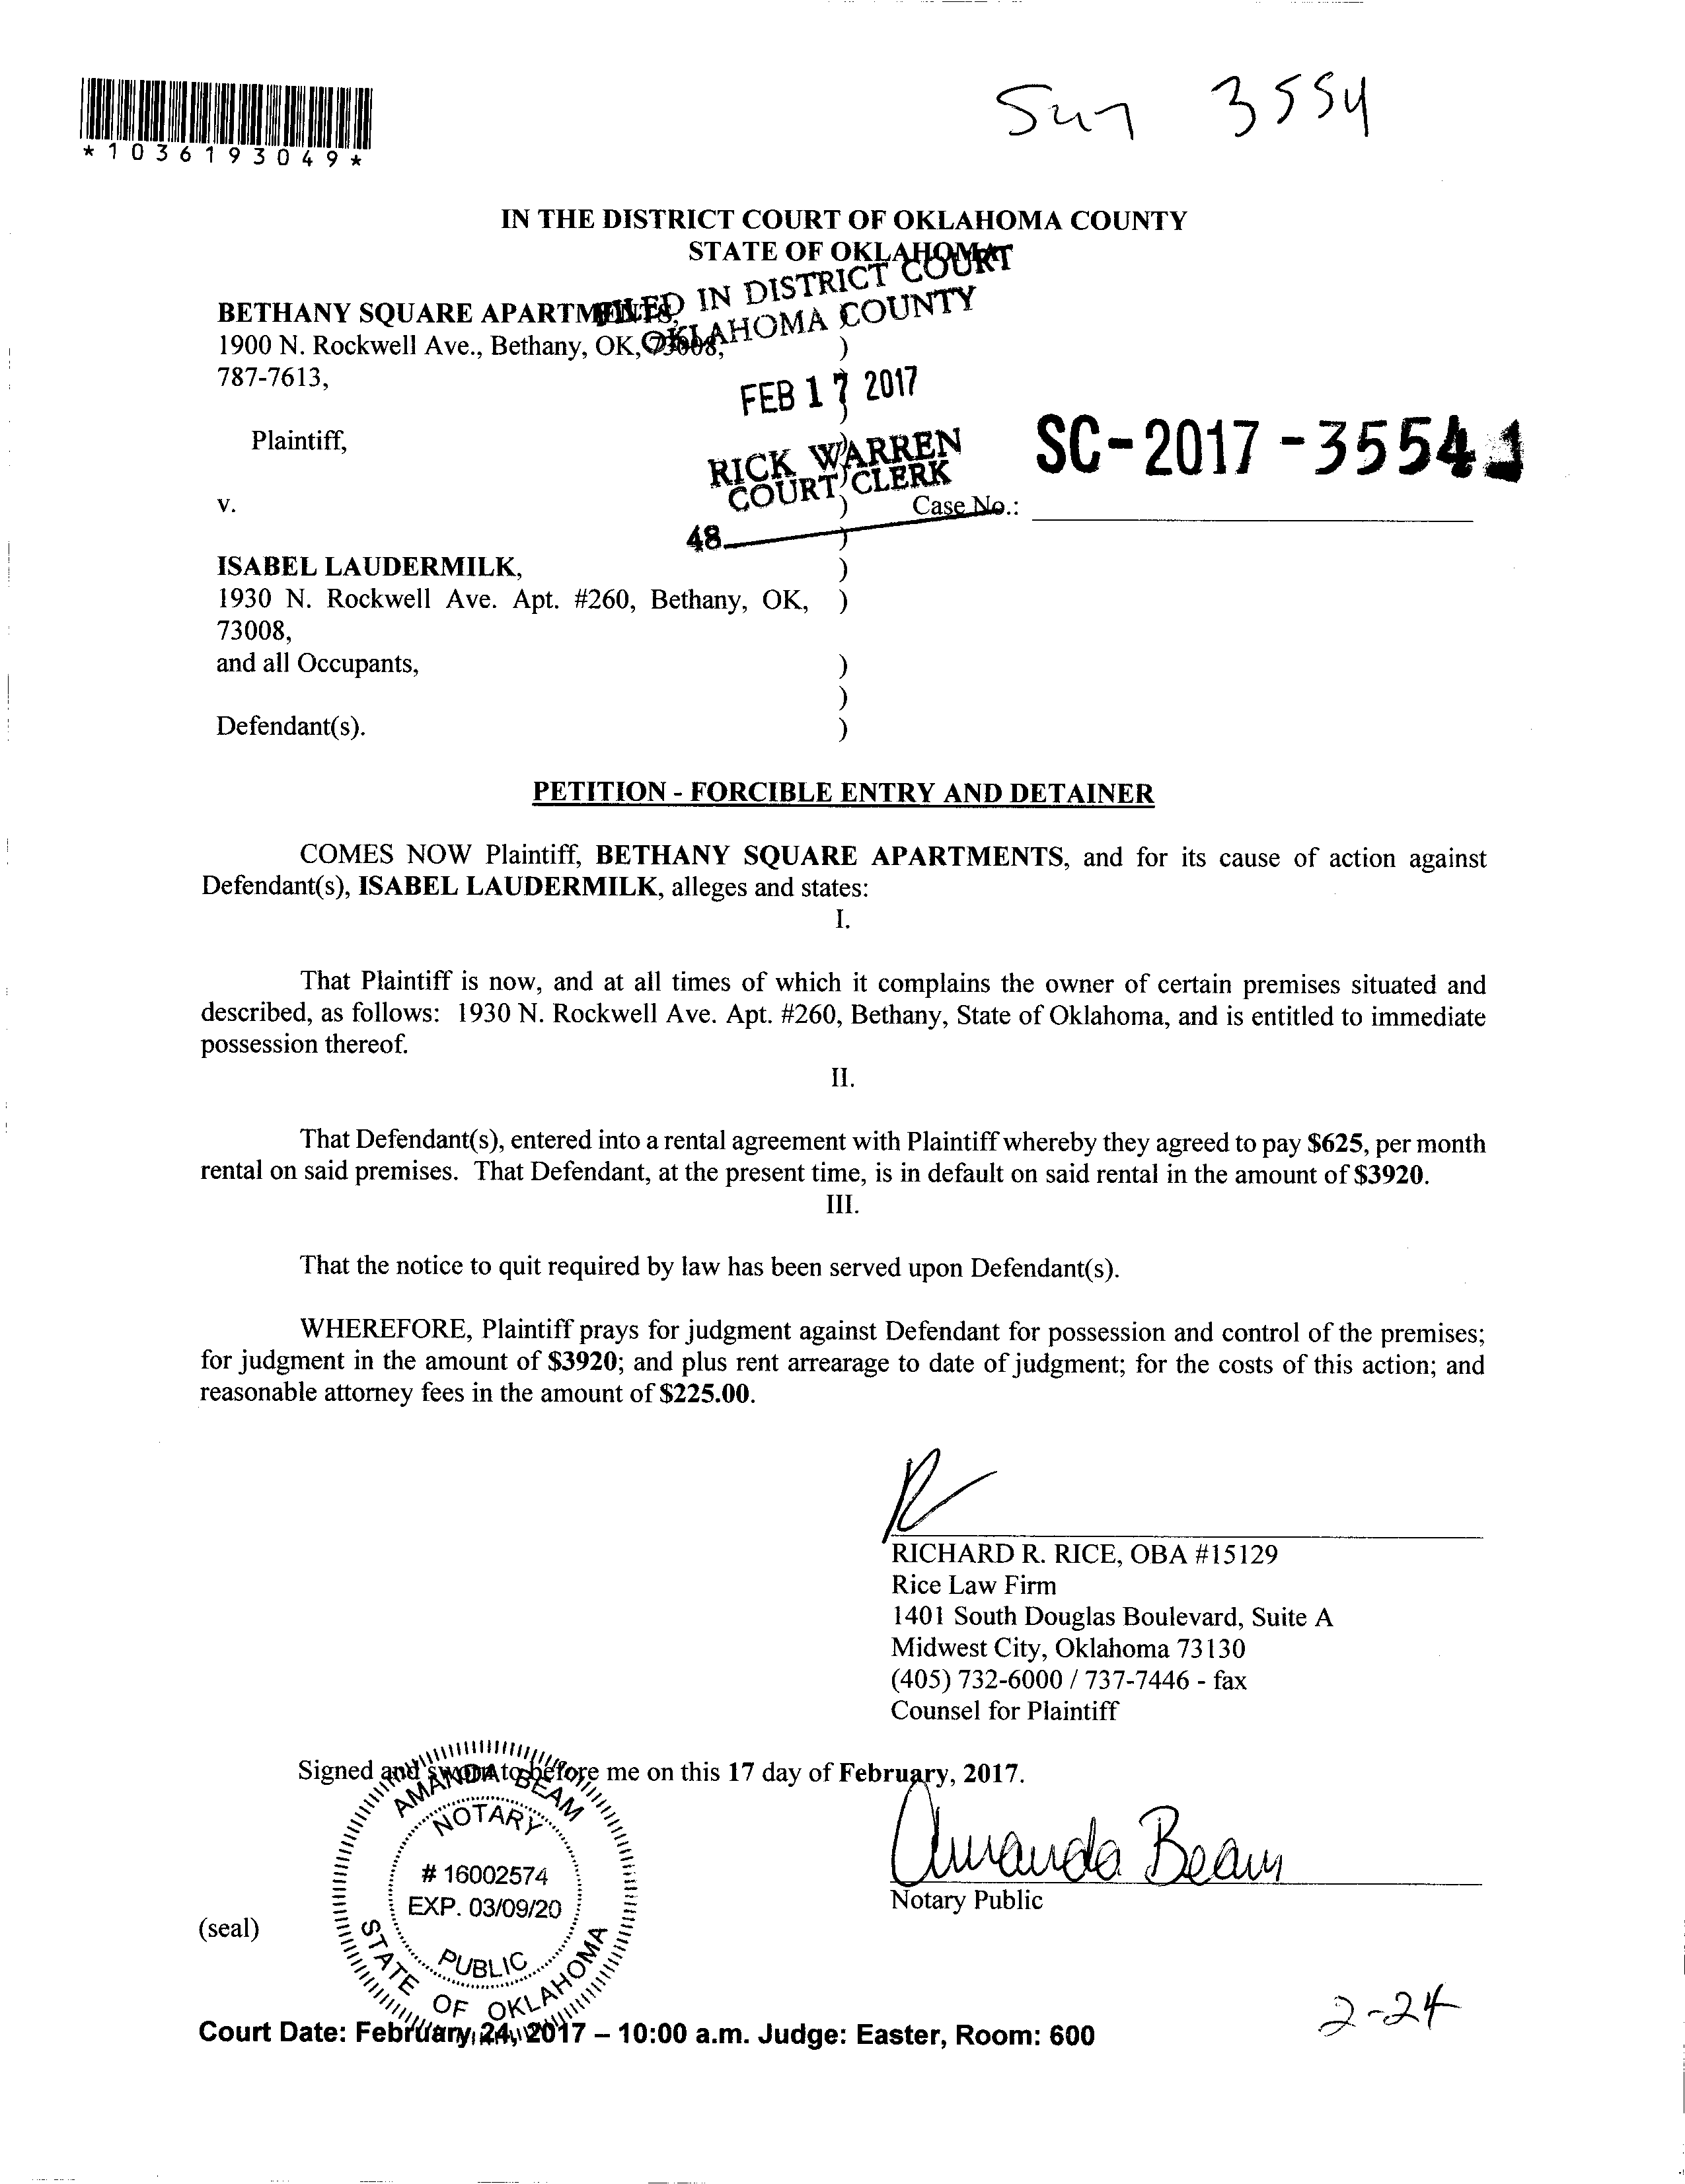 *1036193049*
3554
IN THE DISTRICT COURT OF OKLAHOMA COUNTY
STATE OF OKLAHOMA
FILED IN DISTRICT COURT
OKLAHOMA COUNTY
BETHANY SQUARE APARTMENTS,
1900 N. Rockwell Ave., Bethany, OK, 73008, )
787-7613,
FEB 17 2017
Plaintiff,
SC-2017-3554
RICK WARREN
COURT CLERK
v. ) Case No.:
48
ISABEL LAUDERMILK, )
1930 N. Rockwell Ave. Apt. #260, Bethany, OK, )
73008,
and all Occupants, )
)
Defendant(s). )
PETITION - FORCIBLE ENTRY AND DETAINER
COMES NOW Plaintiff, BETHANY SQUARE APARTMENTS, and for its cause of action against
Defendant(s), ISABEL LAUDERMILK, alleges and states:
I.
That Plaintiff is now, and at all times of which it complains the owner of certain premises situated and
described, as follows: 1930 N. Rockwell Ave. Apt. #260, Bethany, State of Oklahoma, and is entitled to immediate
possession thereof.
II.
That Defendant(s), entered into a rental agreement with Plaintiff whereby they agreed to pay $625, per month
rental on said premises. That Defendant, at the present time, is in default on said rental in the amount of $3920.
III.
That the notice to quit required by law has been served upon Defendant(s).
WHEREFORE, Plaintiff prays for judgment against Defendant for possession and control of the premises;
for judgment in the amount of $3920; and plus rent arrearage to date of judgment; for the costs of this action; and
reasonable attorney fees in the amount of $225.00.
RICHARD R. RICE, OBA #15129
Rice Law Firm
1401 South Douglas Boulevard, Suite A
Midwest City, Oklahoma 73130
(405) 732-6000 / 737-7446 - fax
Counsel for Plaintiff
Signed and sworn to before me on this 17 day of February, 2017.
AMANDA BEAM
NOTARY
# 16002574
EXP. 03/09/20
PUBLIC
STATE OF OKLAHOMA
Amanda Beam
Notary Public
(seal)
2-24
Court Date: February 24, 2017 – 10:00 a.m. Judge: Easter, Room: 600